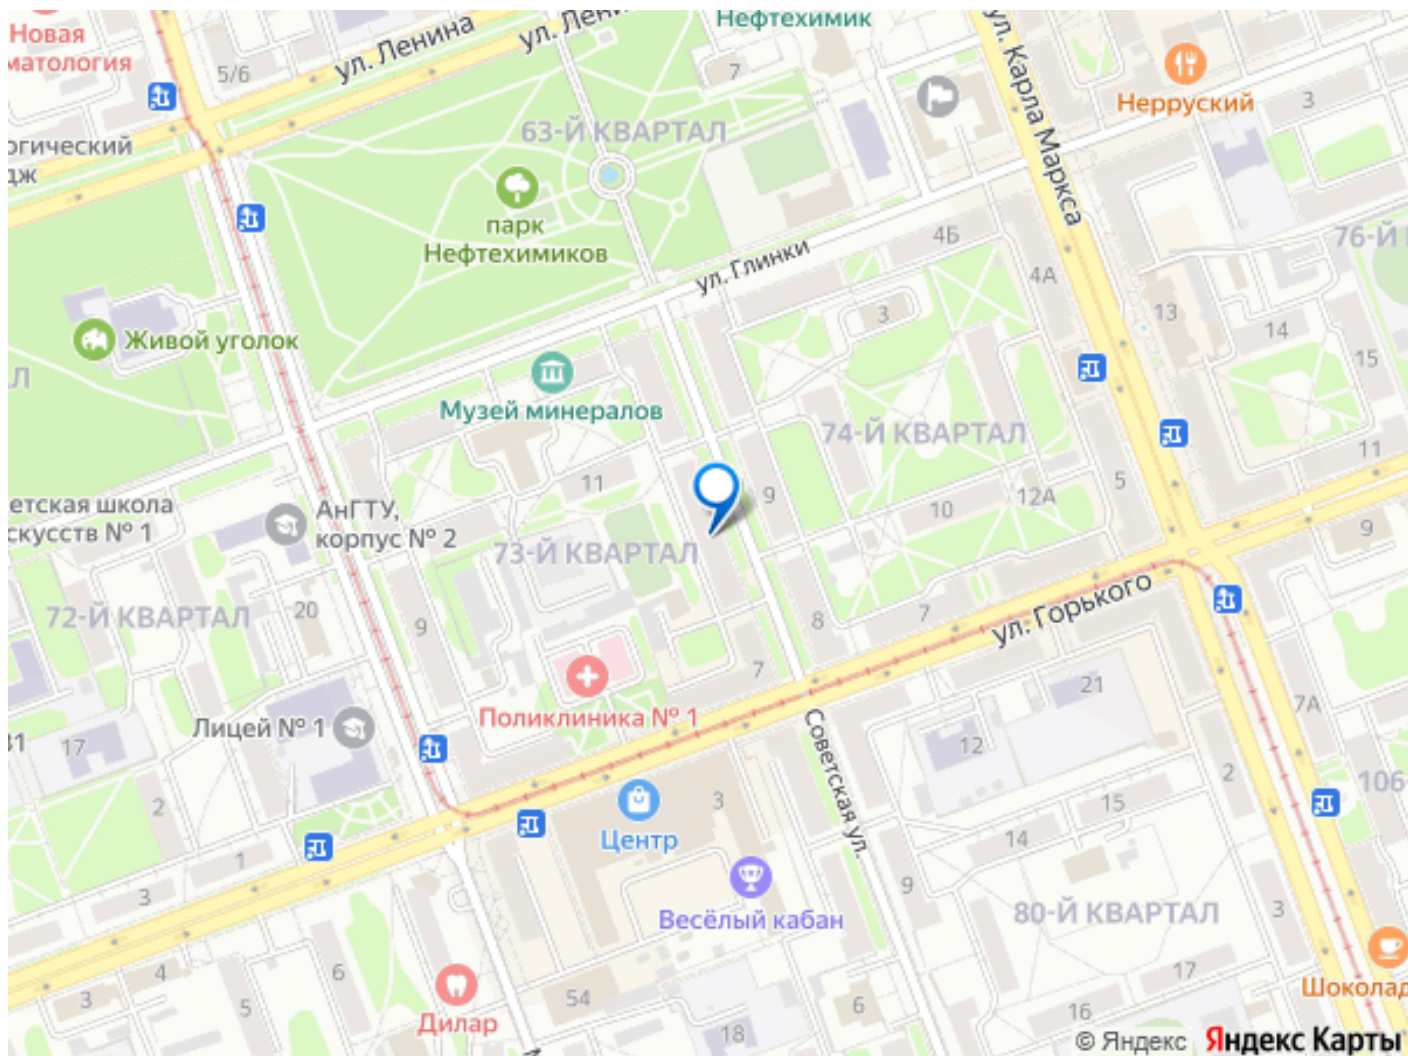 Нефтехимик
Новая
матология
5/6
ул. Ленина
ул. Лени
7
ул. Карла Маркса
Нерруский
3
63-Й КВАРТАЛ
огический
дж
парк
Нефтехимиков
ул. Глинки
4Б
4А
76-Й
3
13
14
15
Живой уголок
Л
Музей минералов
74-Й КВАРТАЛ
11
11
9
5
12А
10
етская школа
скусств № 1
АнГТУ,
корпус № 2
9
73-Й КВАРТАЛ
72-Й КВАРТАЛ
20
9
8
7
ул. Горького
7
21
7А
Поликлиника № 1
Лицей № 1
31
17
12
Советская ул.
2
106-
2
3
15
14
Центр
1
3
9
Весёлый кабан
80-Й КВАРТАЛ
3
4
3
5
6
54
17
16
6
18
Дилар
Шоколад
© Яндекс Яндекс Карты